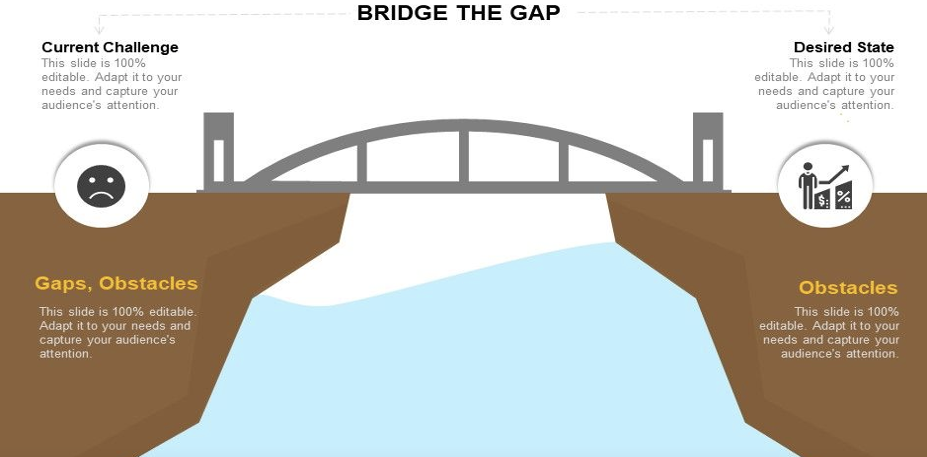 BRIDGE THE GAP
Current Challenge
This slide is 100%
editable. Adapt it to your
needs and capture your
audience's attention.
Desired State
This slide is 100%
editable. Adapt it to your
needs and capture your
audience's attention.
$
%
Gaps, Obstacles
This slide is 100% editable.
Adapt it to your needs and
capture your audience's
attention.
Obstacles
This slide is 100%
editable. Adapt it to your
needs and capture your
audience's attention.